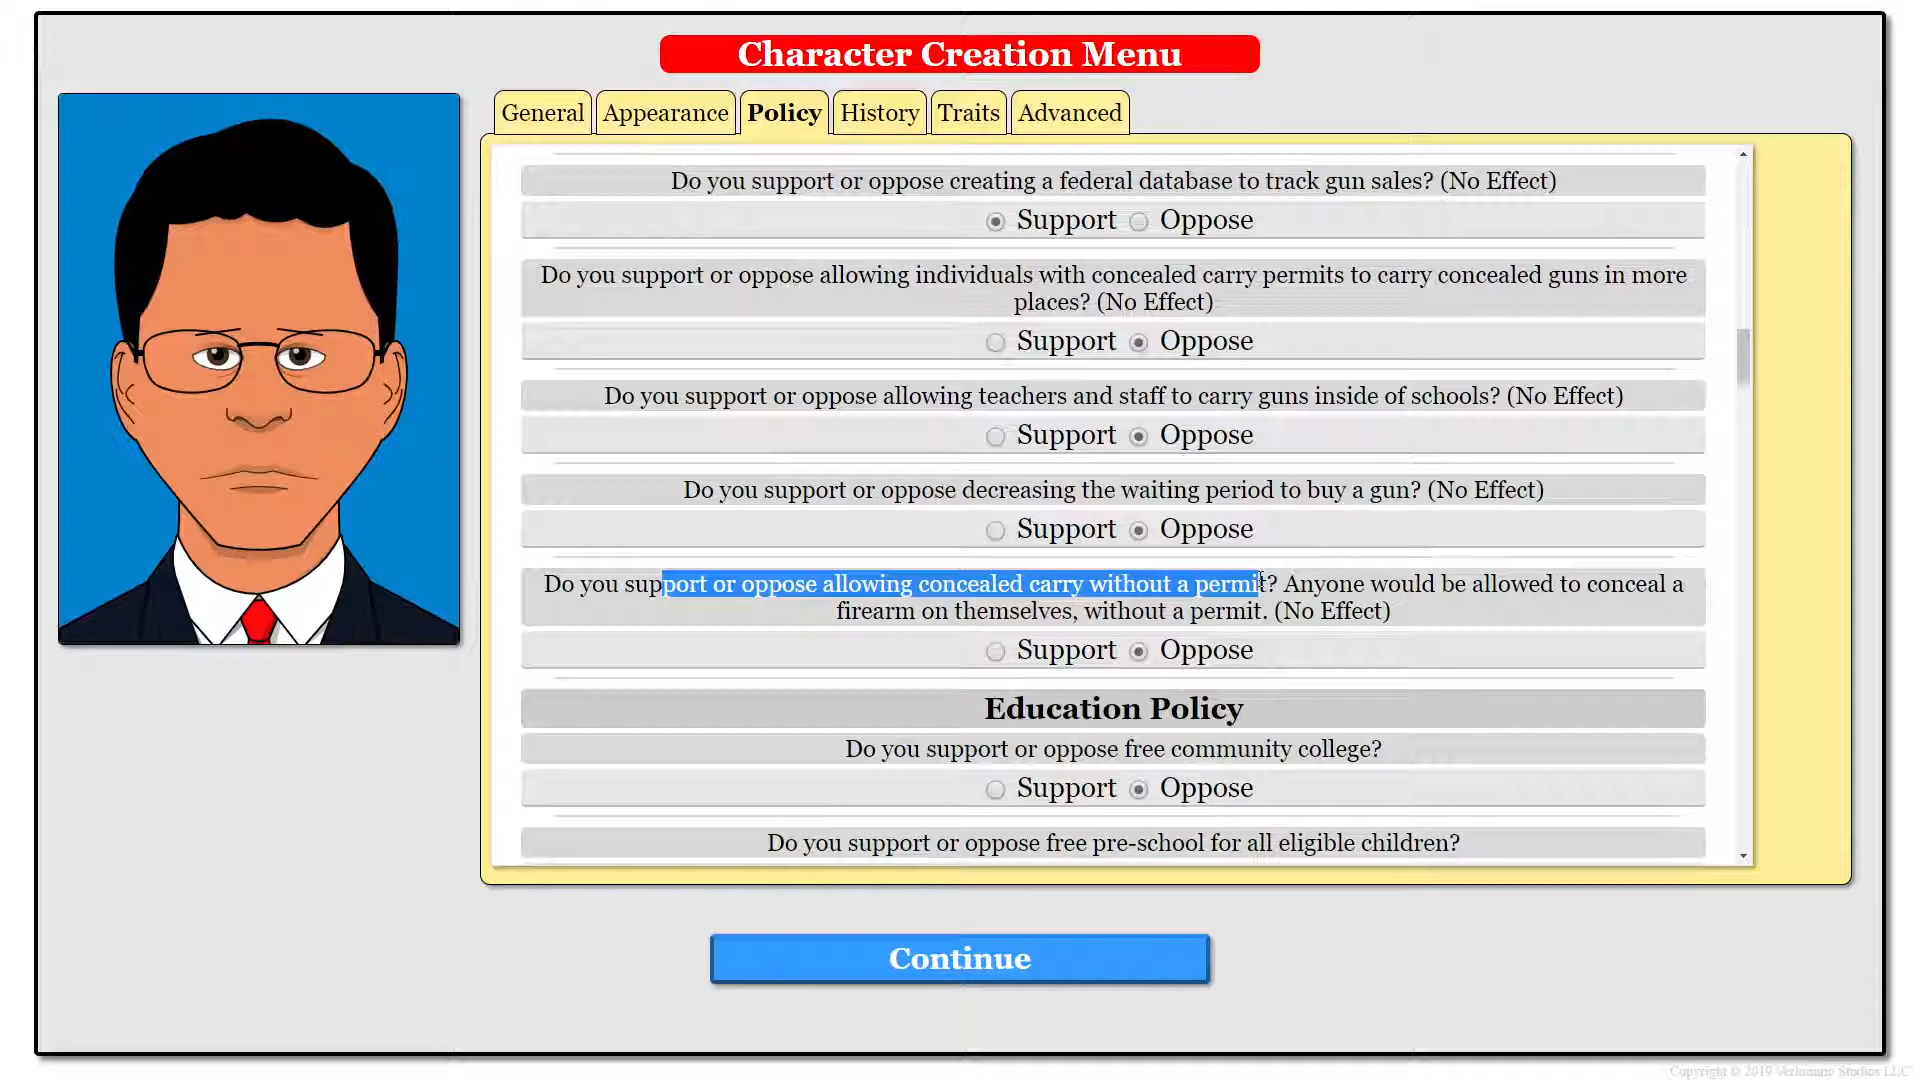 Character Creation Menu
General Appearance Policy History Traits Advanced
Do you support or oppose creating a federal database to track gun sales? (No Effect)
Support Oppose
Do you support or oppose allowing individuals with concealed carry permits to carry concealed guns in more
places? (No Effect)
Support Oppose
Do you support or oppose allowing teachers and staff to carry guns inside of schools? (No Effect)
Support Oppose
Do you support or oppose decreasing the waiting period to buy a gun? (No Effect)
Support Oppose
Do you support or oppose allowing concealed carry without a permit? Anyone would be allowed to conceal a
firearm on themselves, without a permit. (No Effect)
Support Oppose
Education Policy
Do you support or oppose free community college?
Support Oppose
Do you support or oppose free pre-school for all eligible children?
Continue
Copyright © 2019 Verlumino Studios LLC